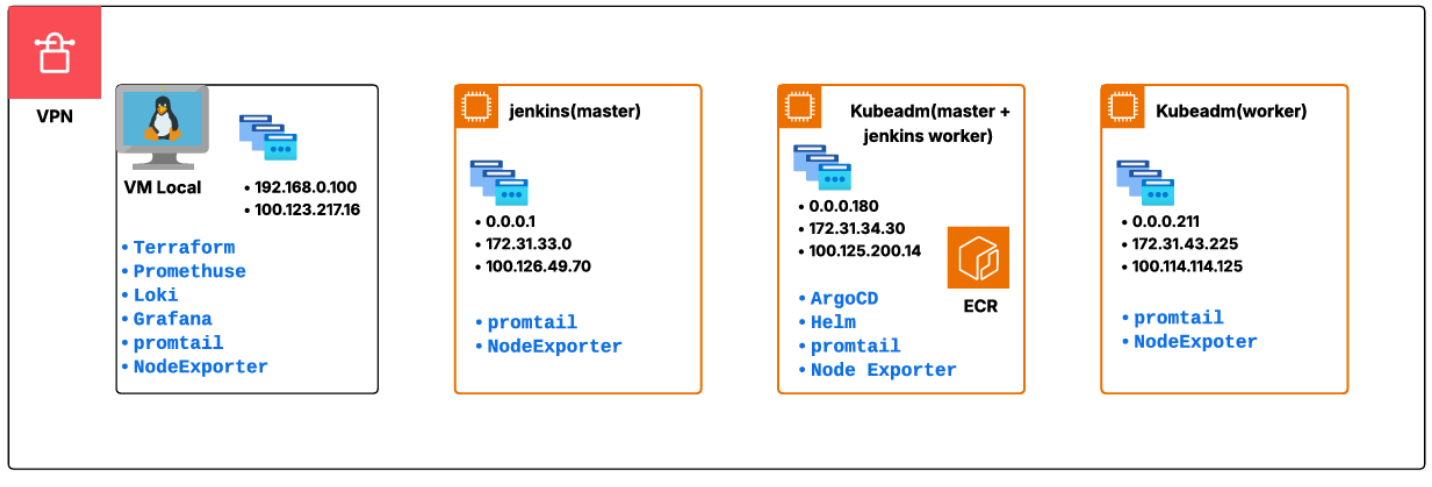 VPN
VM Local
• 192.168.0.100
• 100.123.217.16
• Terraform
• Promethuse
• Loki
• Grafana
• promtail
• NodeExporter
jenkins(master)
• 0.0.0.1
• 172.31.33.0
• 100.126.49.70
• promtail
• NodeExporter
Kubeadm(master +
jenkins worker)
• 0.0.0.180
• 172.31.34.30
• 100.125.200.14
ECR
• ArgoCD
• Helm
• promtail
• Node Exporter
Kubeadm(worker)
• 0.0.0.211
• 172.31.43.225
• 100.114.114.125
• promtail
• NodeExpoter